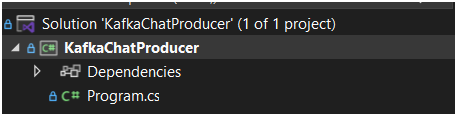 Solution 'KafkaChatProducer' (1 of 1 project)
C# KafkaChatProducer
Dependencies
C# Program.cs